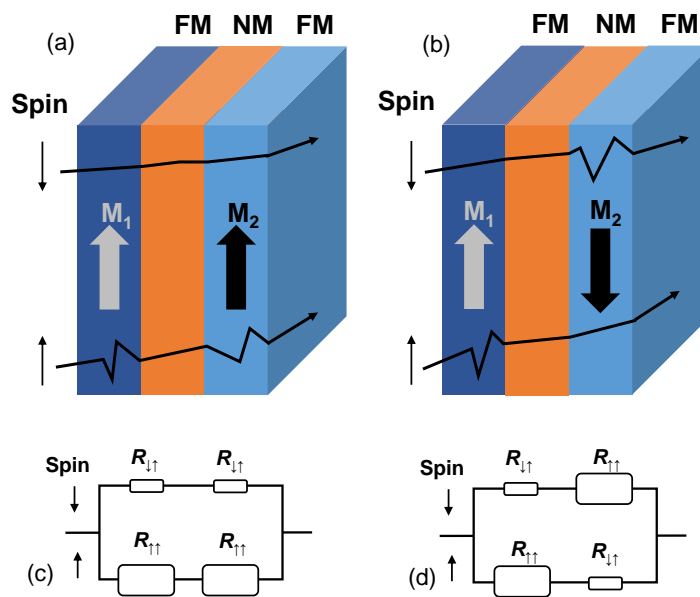 (a) FM NM FM
Spin
M1 M2
(b) FM NM FM
Spin
M1 M2
Spin R↓↑ R↓↑
R↑↑ R↑↑
(c)
Spin R↓↑ R↑↑
R↑↑ R↓↑
(d)